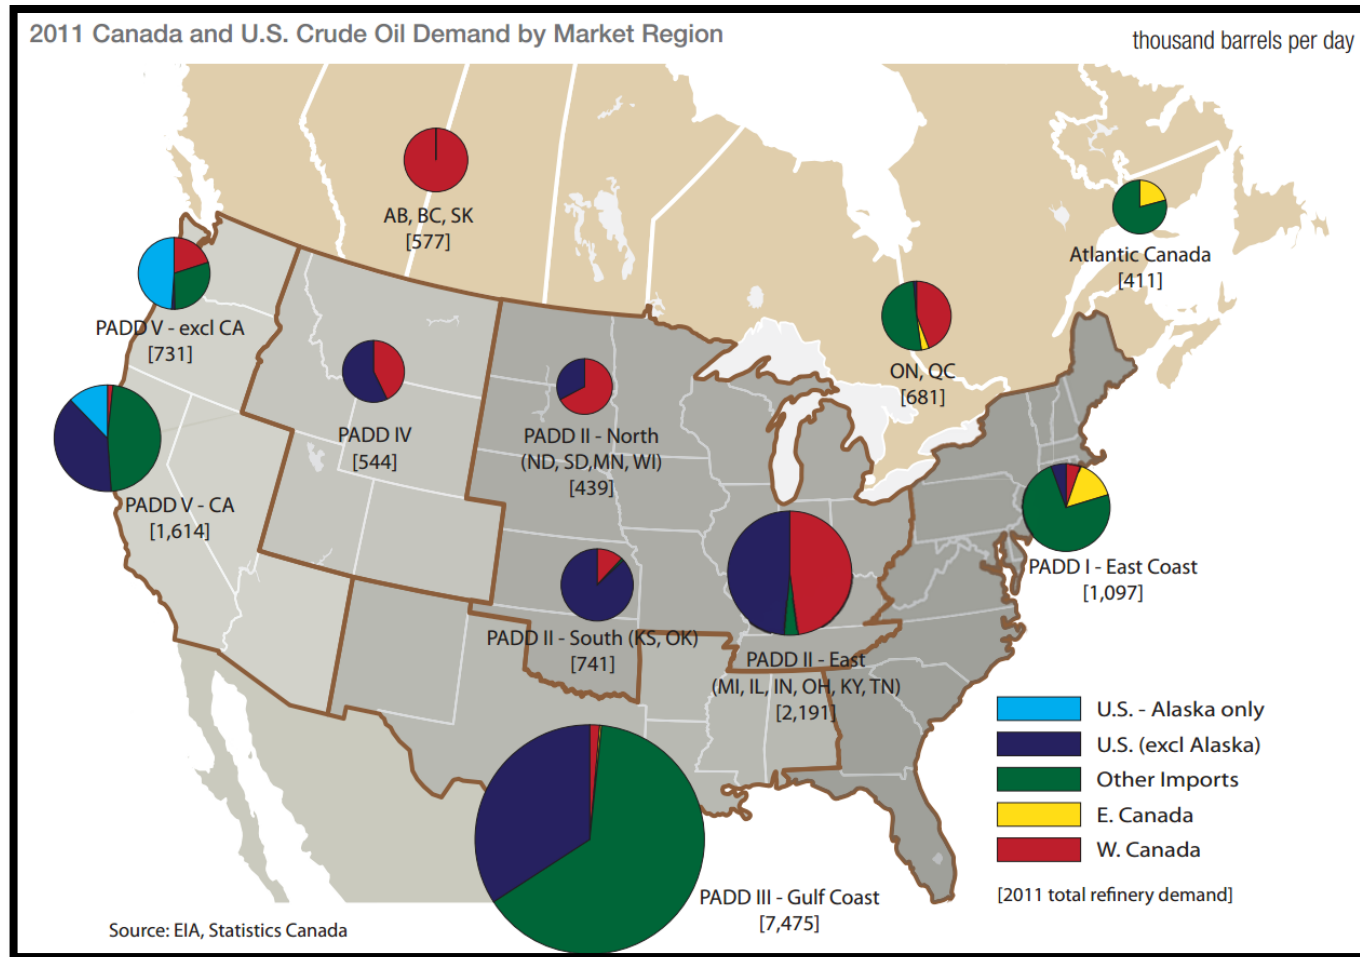 2011 Canada and U.S. Crude Oil Demand by Market Region
thousand barrels per day
AB, BC, SK
[577]
Atlantic Canada
[411]
PADD V - excl CA
[731]
ON, QC
[681]
PADD IV
[544]
PADD II - North
(ND, SD,MN, WI)
[439]
PADD V - CA
[1,614]
PADD I - East Coast
[1,097]
PADD II - South (KS, OK)
[741]
PADD II - East
(MI, IL, IN, OH, KY, TN)
[2,191]
U.S. - Alaska only
U.S. (excl Alaska)
Other Imports
E. Canada
W. Canada
[2011 total refinery demand]
PADD III - Gulf Coast
[7,475]
Source: EIA, Statistics Canada